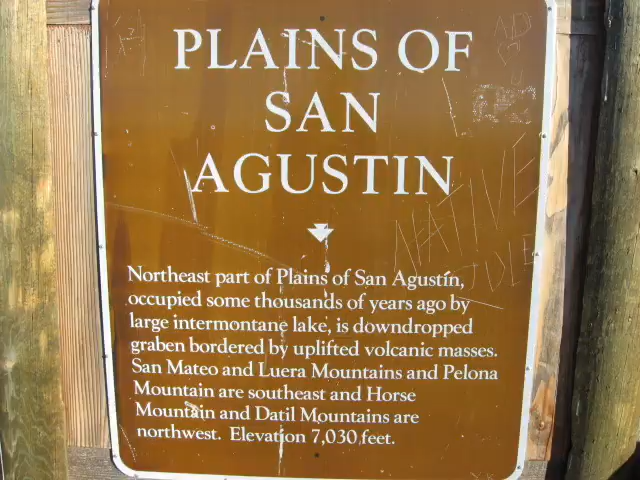 PLAINS OF
SAN
AGUSTIN
Northeast part of Plains of San Agustin,
occupied some thousands of years ago by
large intermontane lake, is downdropped
graben bordered by uplifted volcanic masses.
San Mateo and Luera Mountains and Pelona
Mountain are southeast and Horse
Mountain and Datil Mountains are
northwest. Elevation 7,030 feet.
NATIVE